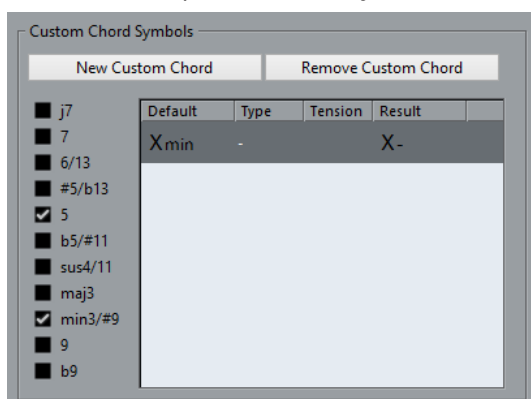 Custom Chord Symbols
New Custom Chord Remove Custom Chord
j7
7
6/13
#5/b13
5
b5/#11
sus4/11
maj3
min3/#9
9
b9
Default Type Tension Result
Xmin - X-